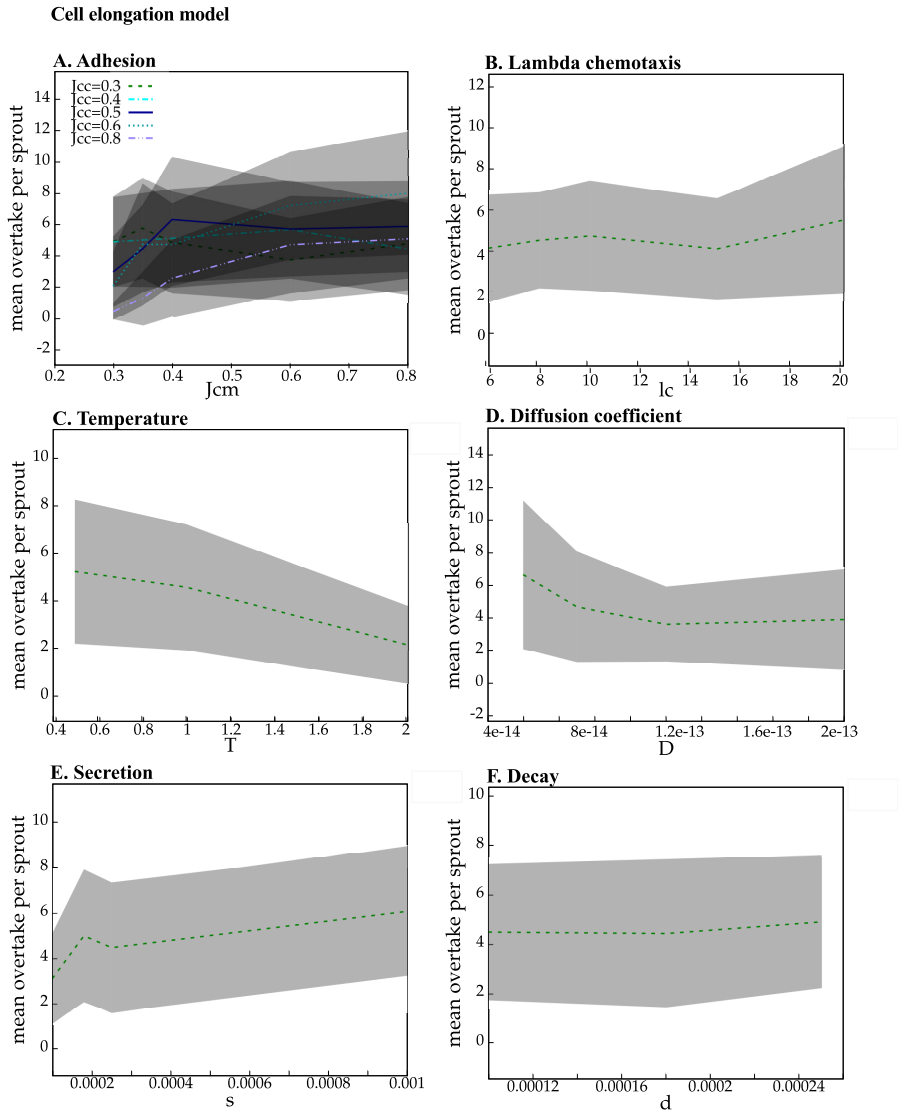 Cell elongation model
A. Adhesion
Jcc=0.3
Jcc=0.4
Jcc=0.5
Jcc=0.6
Jcc=0.8
mean overtake per sprout
14
12
10
8
6
4
2
0
-2
0.2 0.3 0.4 0.5 0.6 0.7 0.8
Jcm
B. Lambda chemotaxis
mean overtake per sprout
12
10
8
6
4
2
0
6 8 10 12 14 16 18 20
lc
C. Temperature
mean overtake per sprout
10
8
6
4
2
0
0.4 0.6 0.8 1 1.2 1.4 1.6 1.8 2
T
D. Diffusion coefficient
mean overtake per sprout
14
12
10
8
6
4
2
0
-2
4e-14 8e-14 1.2e-13 1.6e-13 2e-13
D
E. Secretion
mean overtake per sprout
10
8
6
4
2
0
0.0002 0.0004 0.0006 0.0008 0.001
s
F. Decay
mean overtake per sprout
10
8
6
4
2
0
0.00012 0.00016 0.0002 0.00024
d